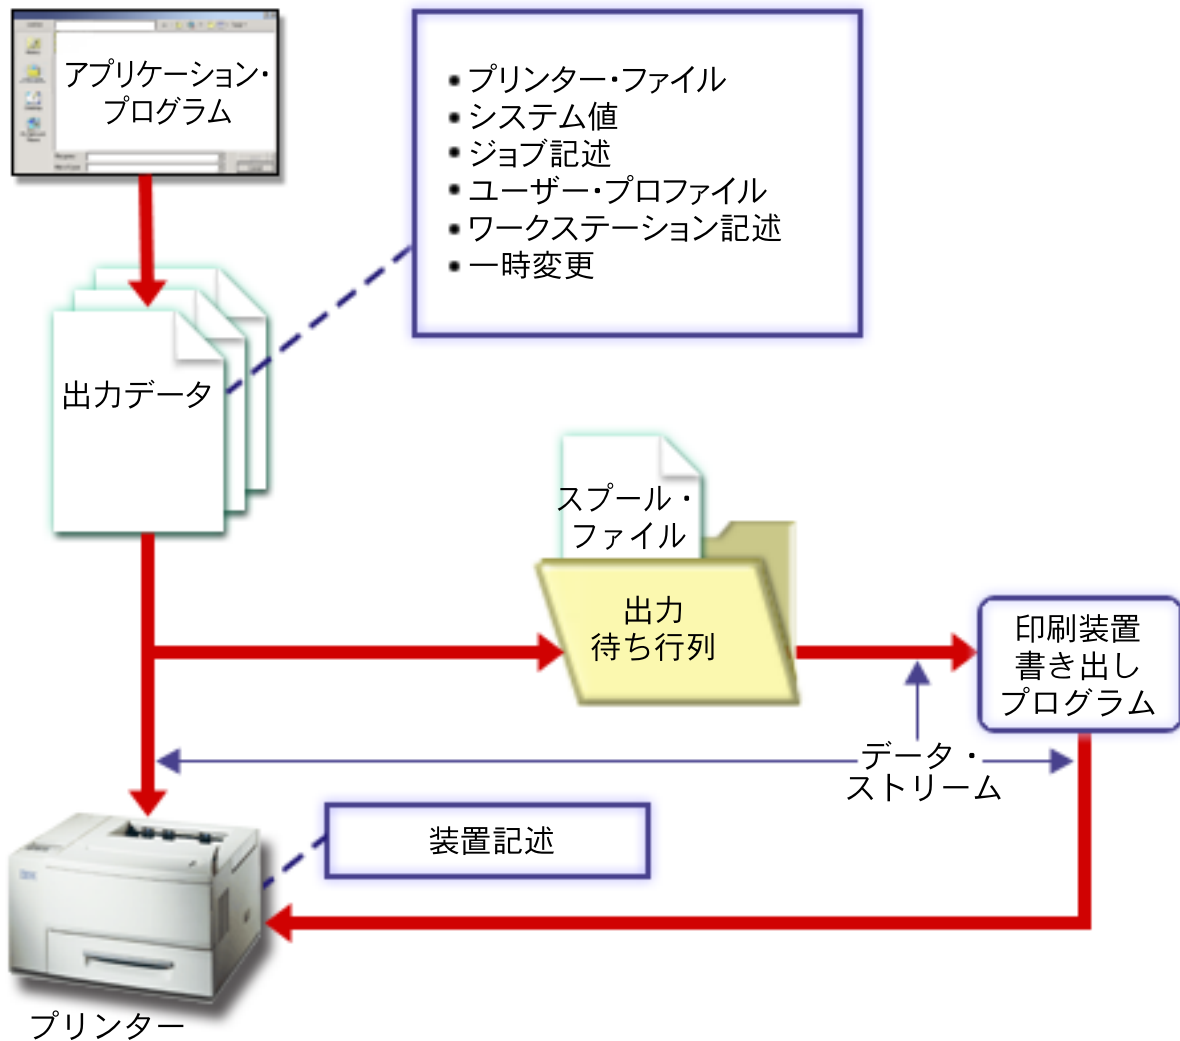 アプリケーション・
プログラム
• プリンター・ファイル
• システム値
• ジョブ記述
• ユーザー・プロファイル
• ワークステーション記述
• 一時変更
出力データ
スプール・
ファイル
出力
待ち行列
印刷装置
書き出し
プログラム
データ・
ストリーム
装置記述
IBM
プリンター